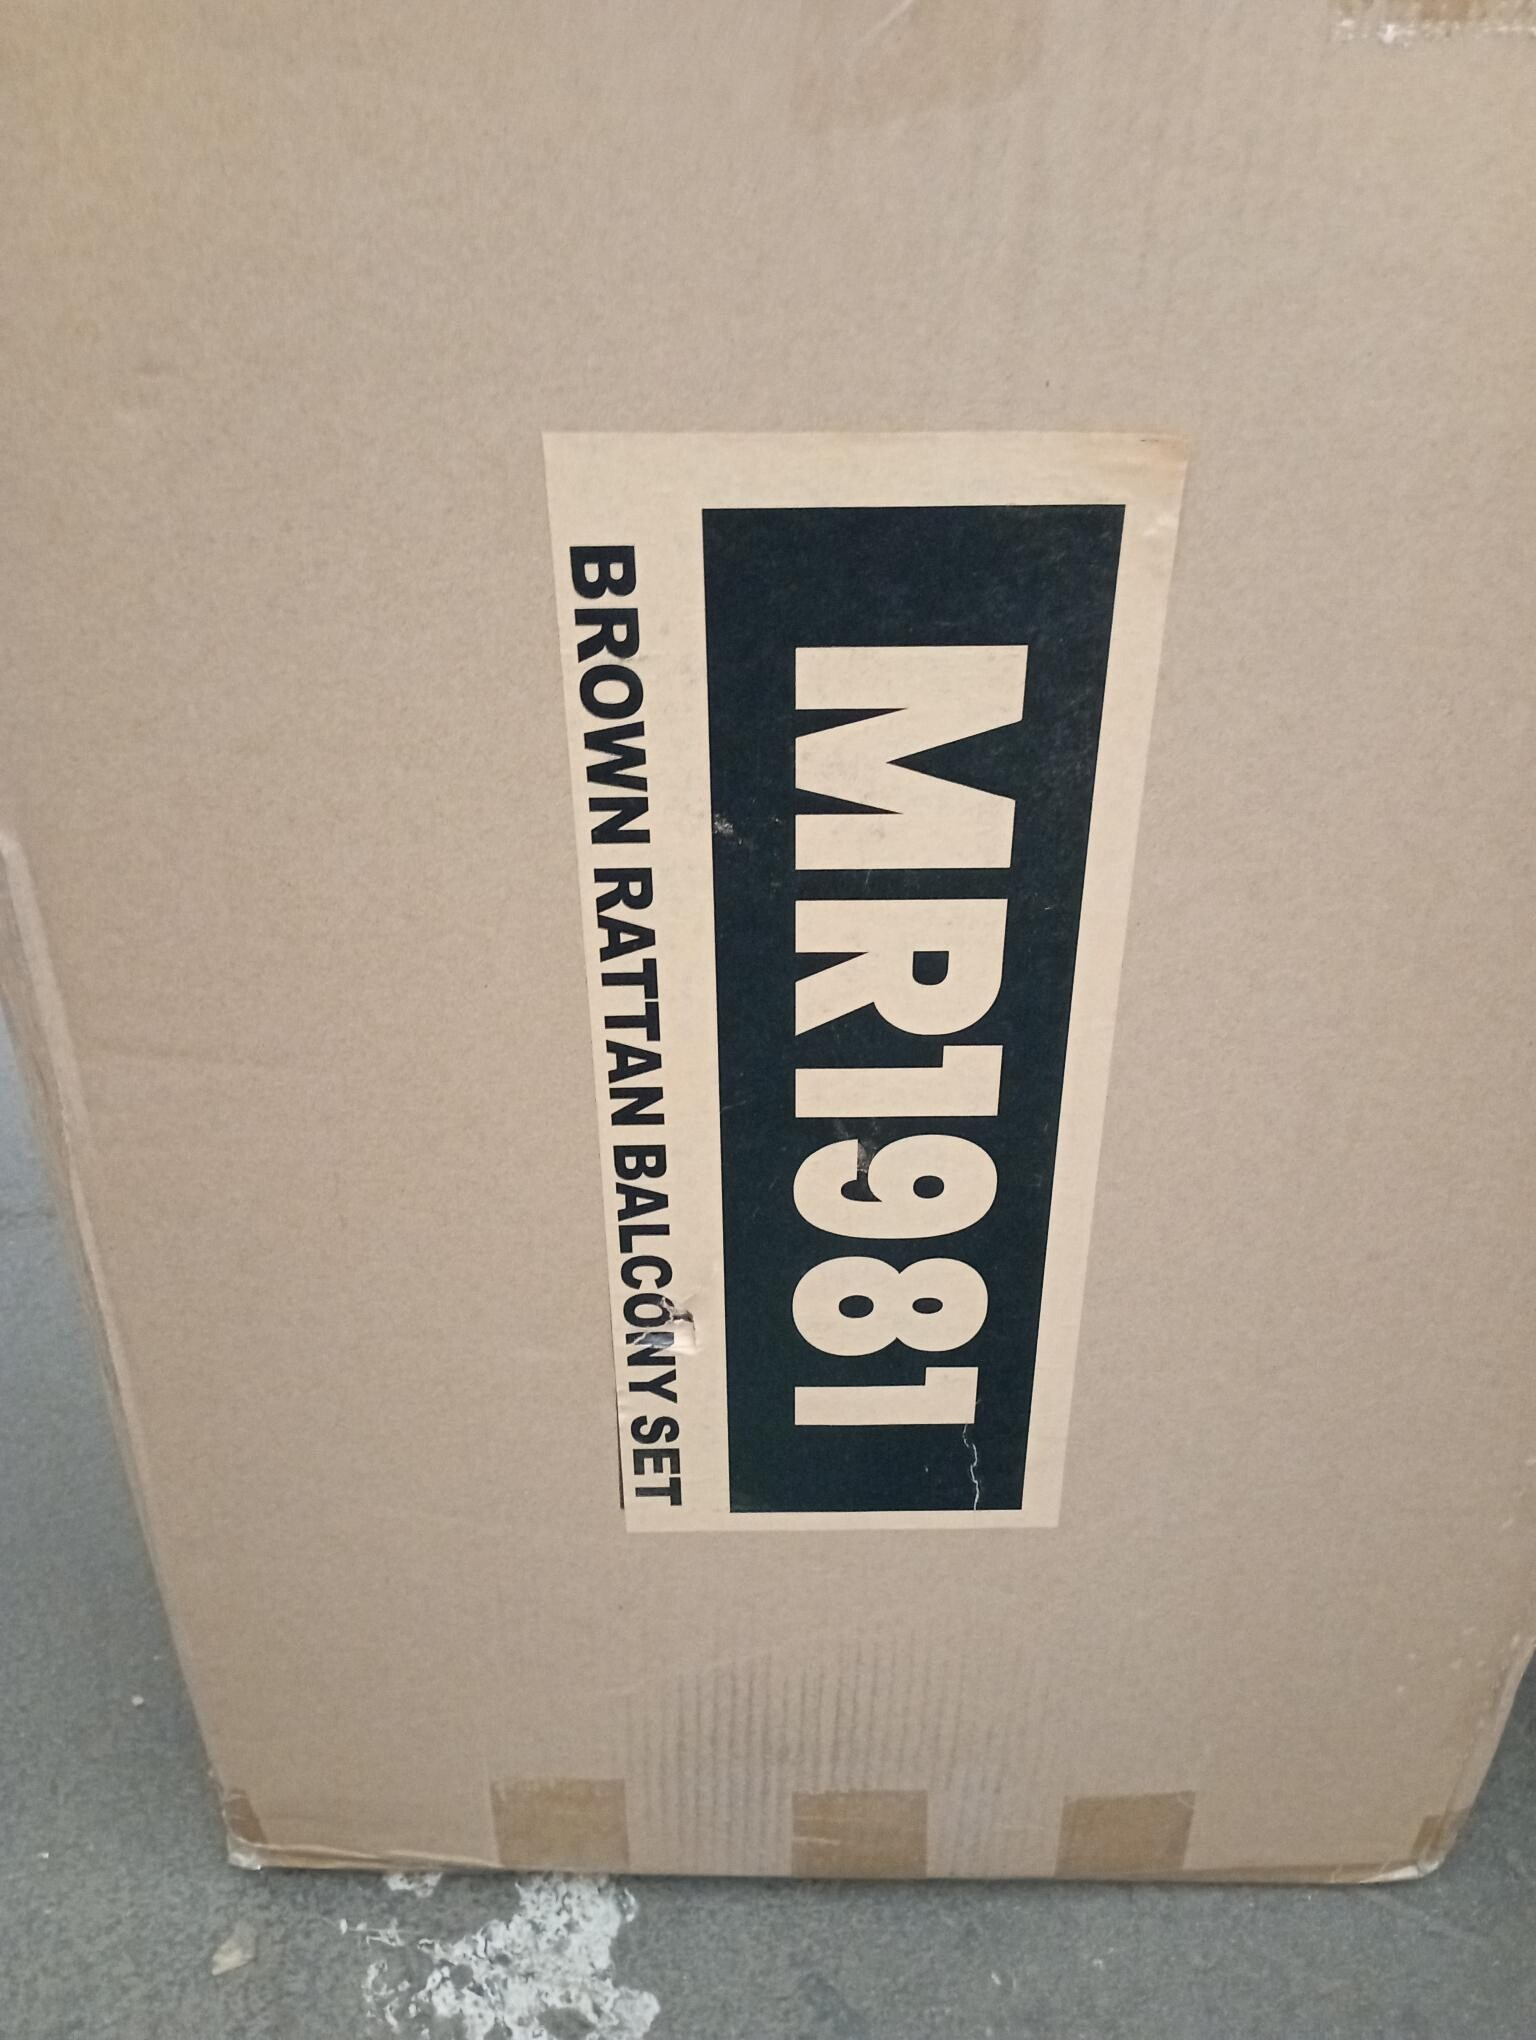 MR1981
BROWN RATTAN BALCONY SET